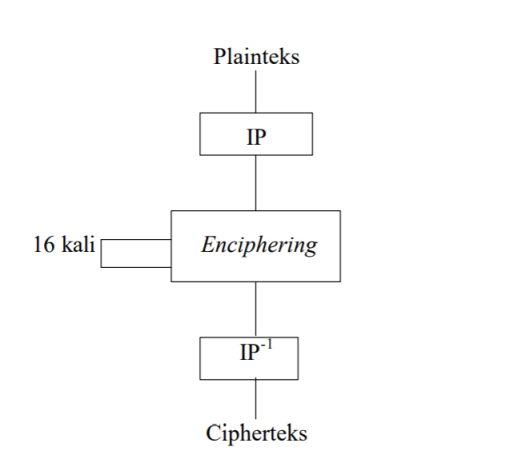 Plainteks
IP
16 kali
Enciphering
IP⁻¹
Cipherteks